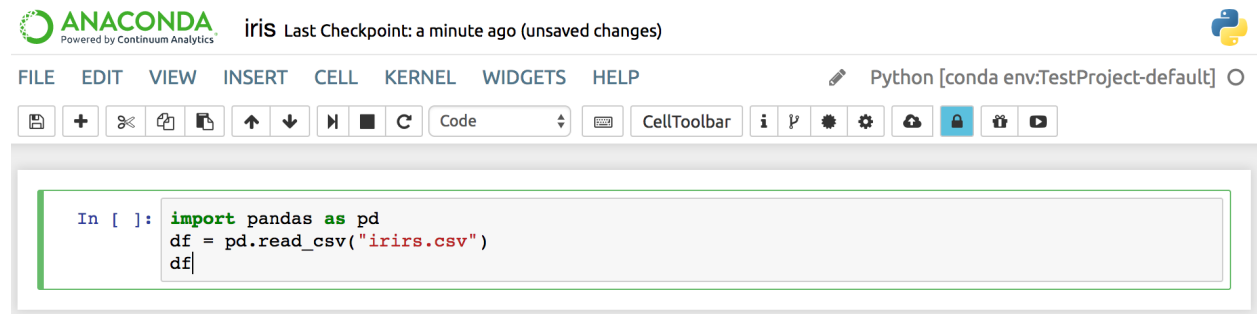 ANACONDA
Powered by Continuum Analytics
iris Last Checkpoint: a minute ago (unsaved changes)
FILE EDIT VIEW INSERT CELL KERNEL WIDGETS HELP Python [conda env:TestProject-default]
Code CellToolbar
In [ ]: import pandas as pd
df = pd.read_csv("irirs.csv")
df